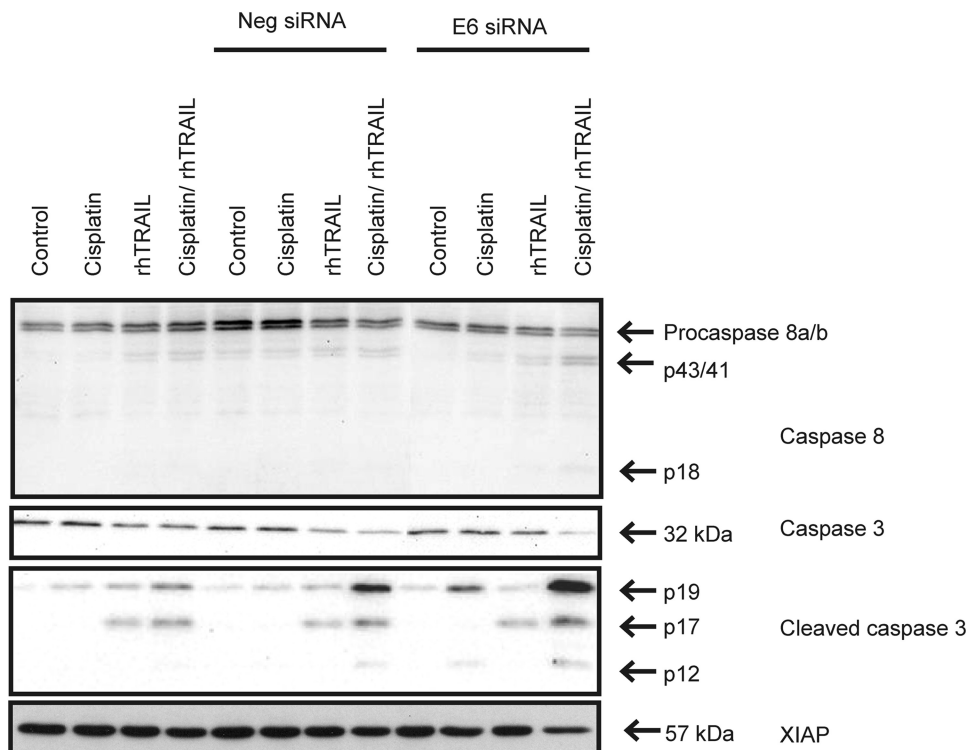 Neg siRNA
E6 siRNA
Control
Cisplatin
rhTRAIL
Cisplatin/ rhTRAIL
Control
Cisplatin
rhTRAIL
Cisplatin/ rhTRAIL
Control
Cisplatin
rhTRAIL
Cisplatin/ rhTRAIL
Procaspase 8a/b
p43/41
Caspase 8
p18
32 kDa
Caspase 3
p19
p17
Cleaved caspase 3
p12
57 kDa
XIAP